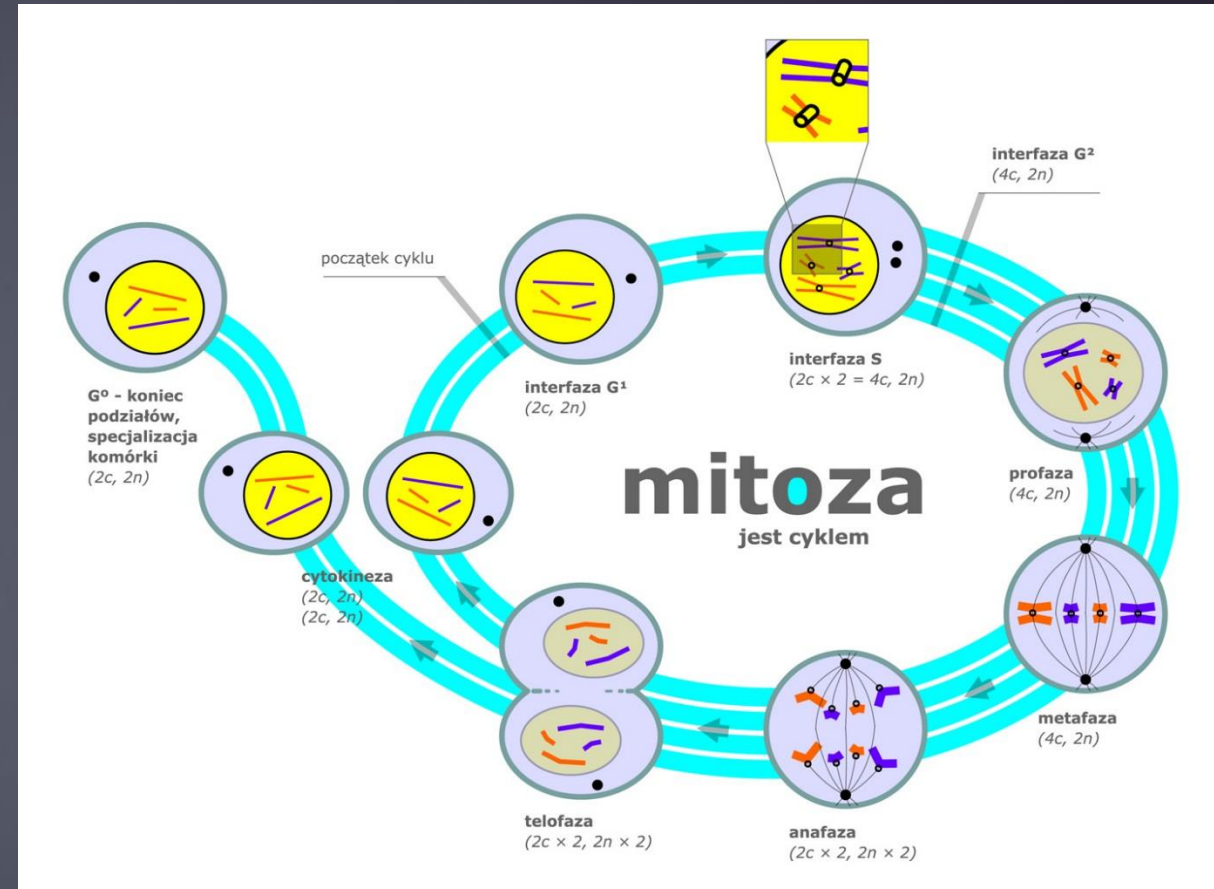 interfaza G²
(4c, 2n)
początek cyklu
G⁰ - koniec
podziałów,
specjalizacja
komórki
(2c, 2n)
interfaza G¹
(2c, 2n)
interfaza S
(2c × 2 = 4c, 2n)
profaza
(4c, 2n)
mitoza
jest cyklem
cytokineza
(2c, 2n)
(2c, 2n)
metafaza
(4c, 2n)
telofaza
(2c × 2, 2n × 2)
anafaza
(2c × 2, 2n × 2)